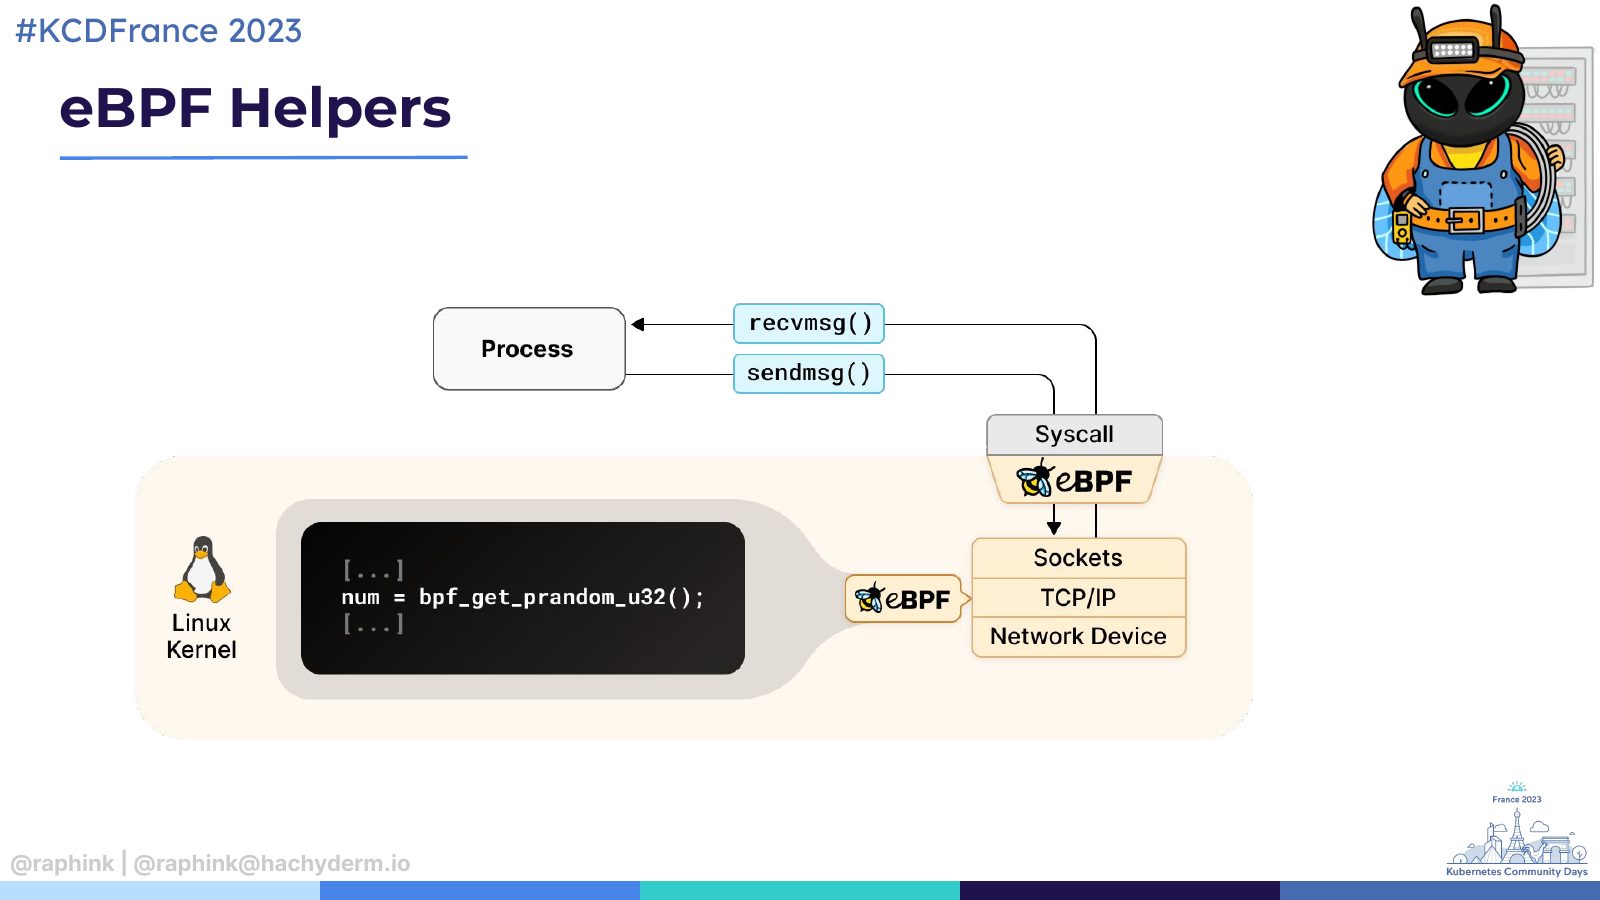 #KCDFrance 2023
eBPF Helpers
Process
recvmsg()
sendmsg()
Syscall
eBPF
Linux
Kernel
[...]
num = bpf_get_prandom_u32();
[...]
eBPF
Sockets
TCP/IP
Network Device
France 2023
Kubernetes Community Days
@raphink | @raphink@hachyderm.io